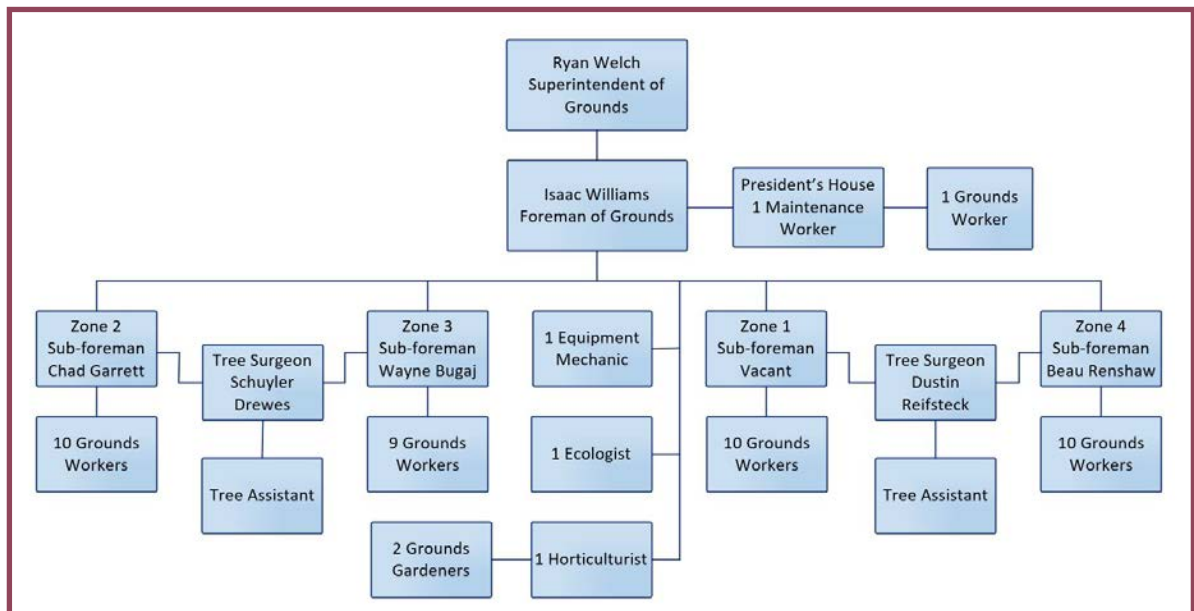 Ryan Welch
Superintendent of
Grounds
Isaac Williams
Foreman of Grounds
President’s House
1 Maintenance
Worker
1 Grounds
Worker
Zone 2
Sub-foreman
Chad Garrett
Tree Surgeon
Schuyler
Drewes
Zone 3
Sub-foreman
Wayne Bugaj
1 Equipment
Mechanic
Zone 1
Sub-foreman
Vacant
Tree Surgeon
Dustin
Reifsteck
Zone 4
Sub-foreman
Beau Renshaw
10 Grounds
Workers
Tree Assistant
9 Grounds
Workers
1 Ecologist
10 Grounds
Workers
Tree Assistant
10 Grounds
Workers
2 Grounds
Gardeners
1 Horticulturist